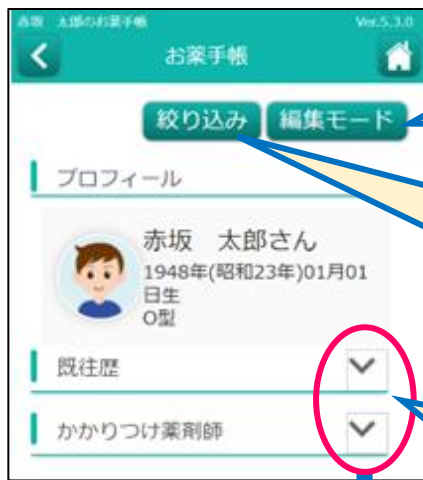 赤坂　太郎のお薬手帳
Ver.5.3.0
お薬手帳
絞り込み
編集モード
プロフィール
赤坂　太郎さん
1948年(昭和23年)01月01
日生
O型
既往歴
かかりつけ薬剤師